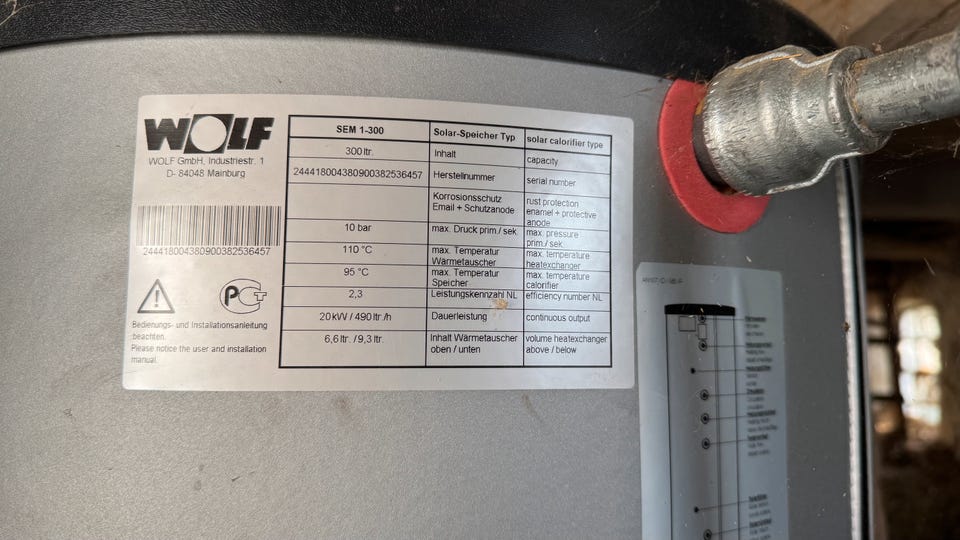 WOLF
WOLF GmbH, Industriestr. 1
D- 84048 Mainburg
244418004380900382536457
Bedienungs- und Installationsanleitung
beachten.
Please notice the user and installation
manual.
SEM 1-300 Solar-Speicher Typ solar calorifier type
300 ltr. Inhalt capacity
244418004380900382536457 Herstellnummer serial number
Korrosionsschutz rust protection
Email + Schutzanode enamel + protective
anode
10 bar max. Druck prim./ sek. max. pressure
prim./ sek.
110 °C max. Temperatur max. temperature
Wärmetauscher heatexchanger
95 °C max. Temperatur max. temperature
Speicher calorifier
2,3 Leistungskennzahl NL efficiency number NL
20 kW / 490 ltr./h Dauerleistung continuous output
6,6 ltr. / 9,3 ltr. Inhalt Wärmetauscher volume heatexchanger
oben / unten above / below